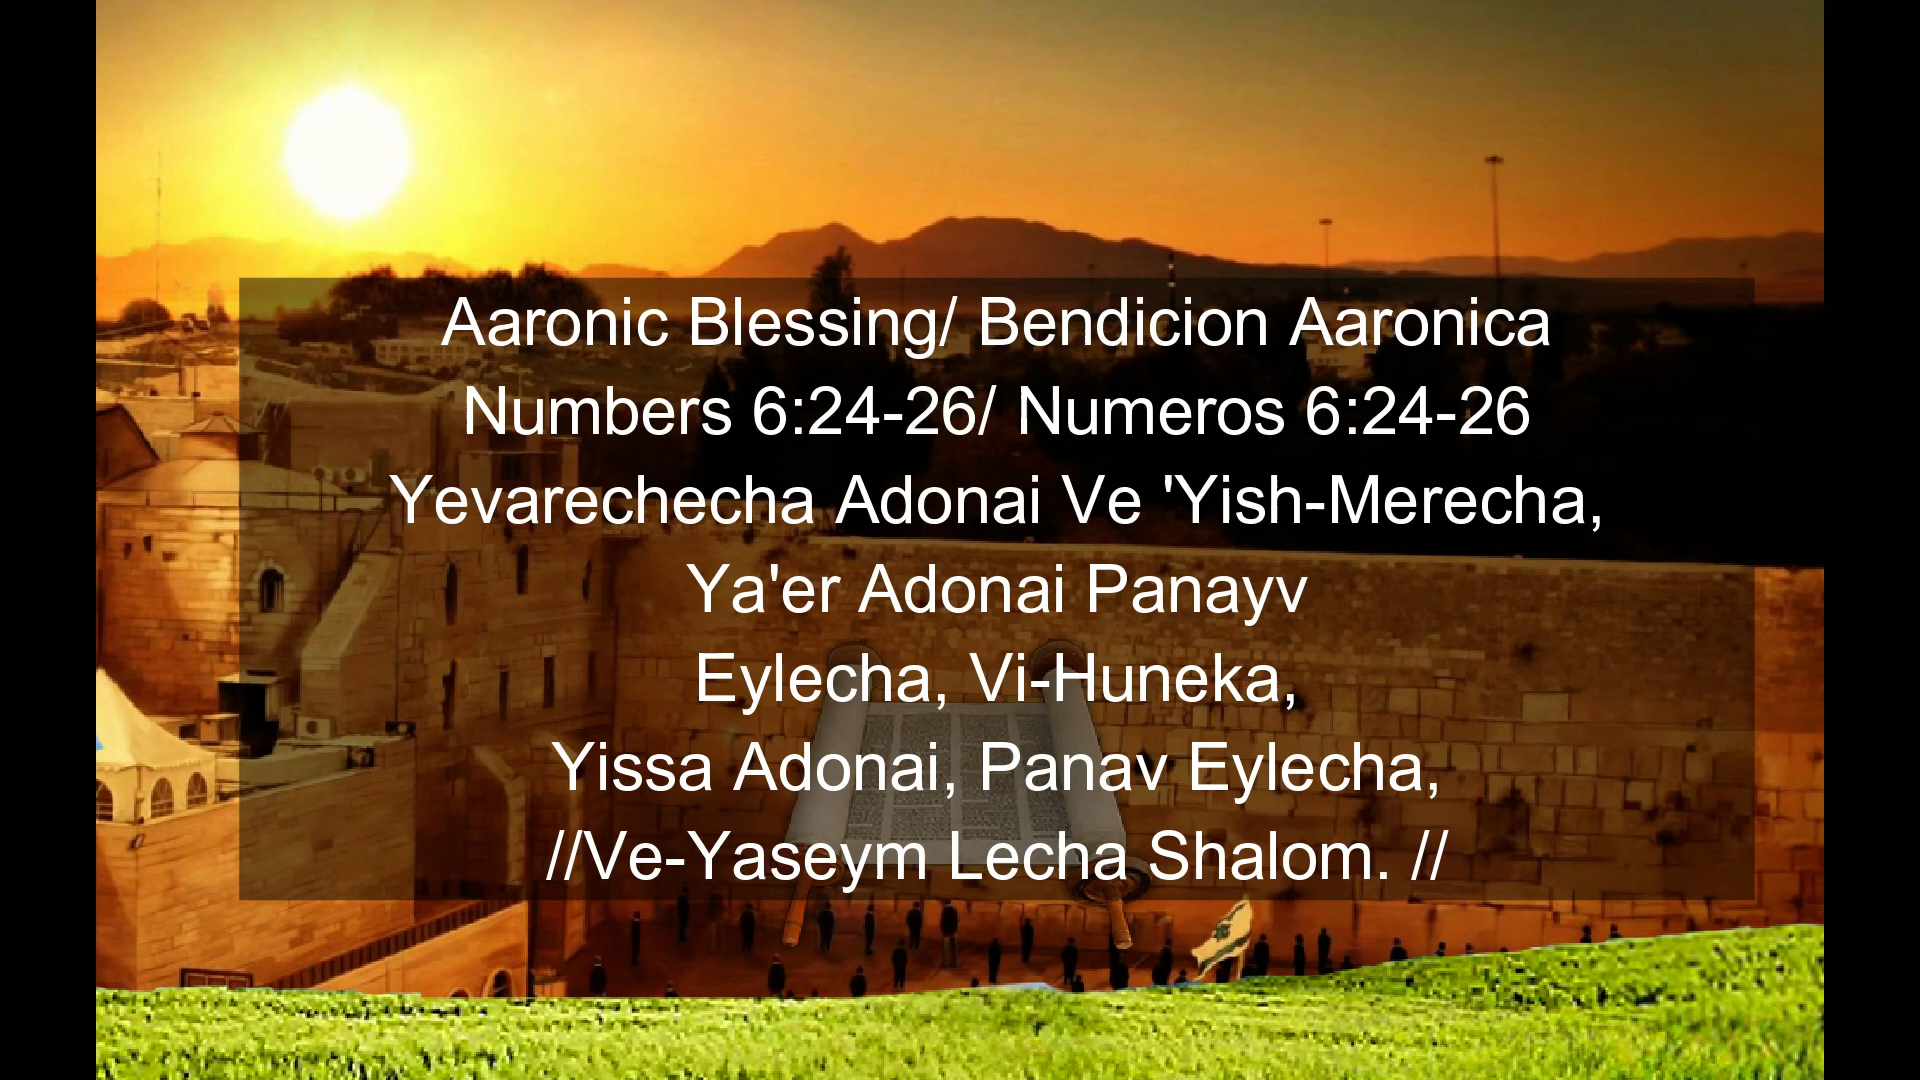 Aaronic Blessing/ Bendicion Aaronica
Numbers 6:24-26/ Numeros 6:24-26
Yevarechecha Adonai Ve 'Yish-Merecha,
Ya'er Adonai Panayv
Eylecha, Vi-Huneka,
Yissa Adonai, Panav Eylecha,
//Ve-Yaseym Lecha Shalom. //